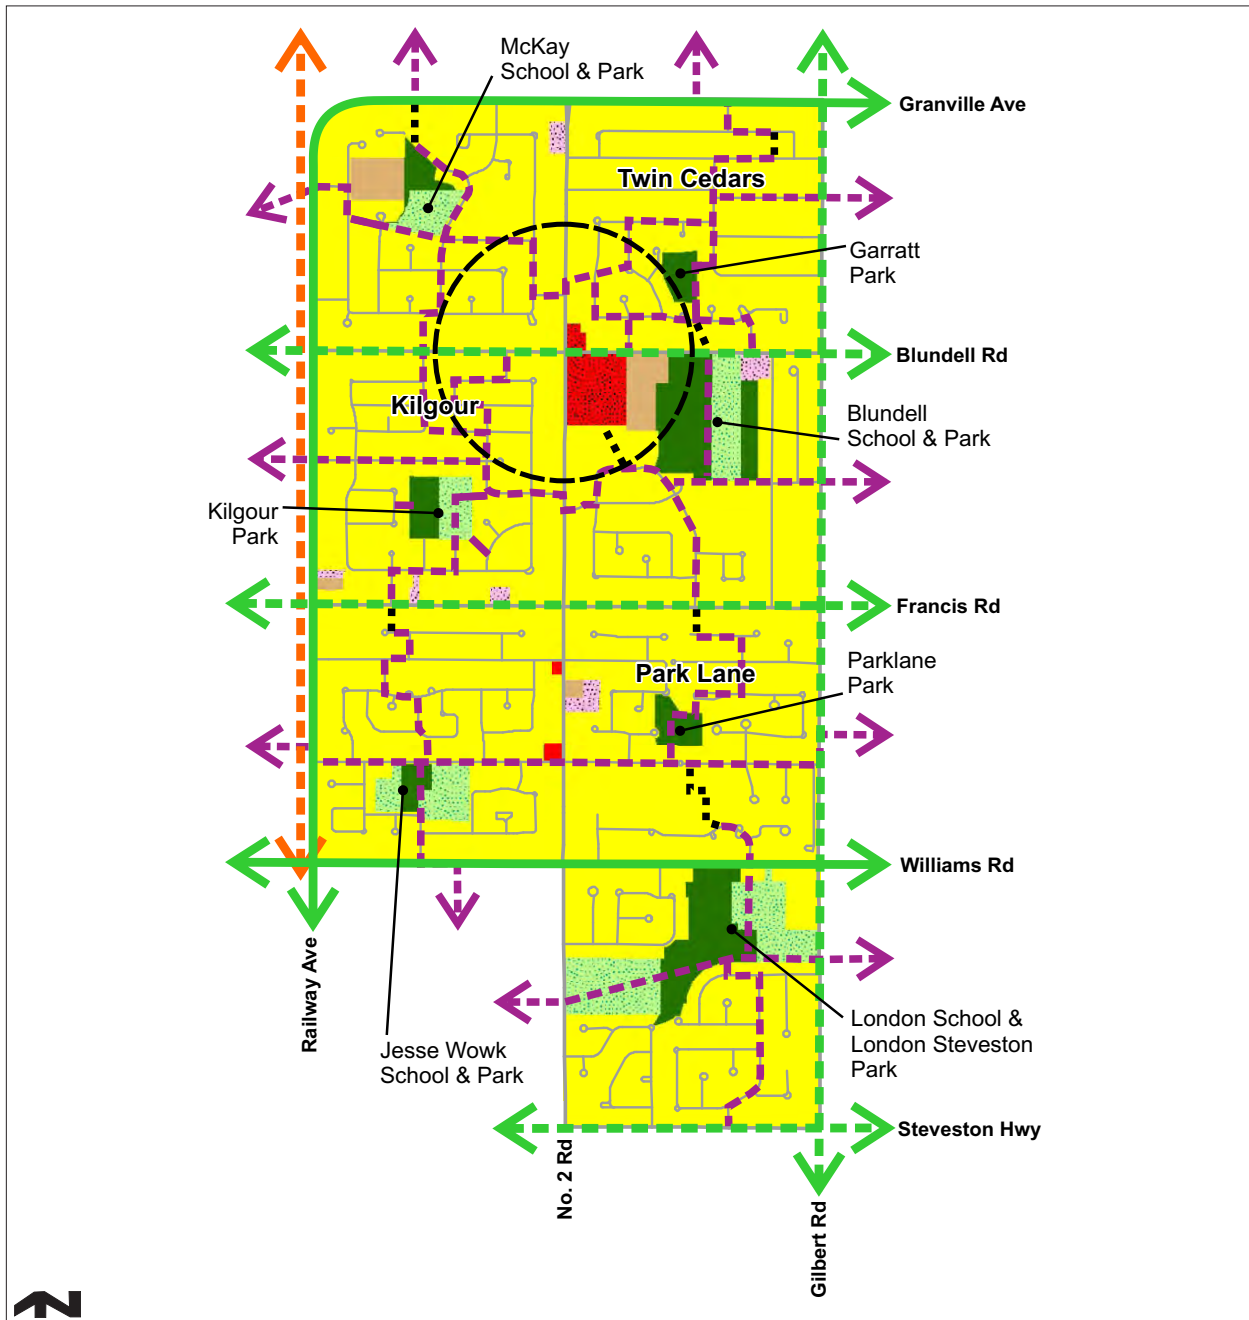 McKay
School & Park
Granville Ave
Twin Cedars
Garratt
Park
Blundell Rd
Kilgour
Blundell
School & Park
Kilgour
Park
Francis Rd
Park Lane
Parklane
Park
Williams Rd
Railway Ave
Jesse Wowk
School & Park
London School &
London Steveston
Park
Steveston Hwy
No. 2 Rd
Gilbert Rd